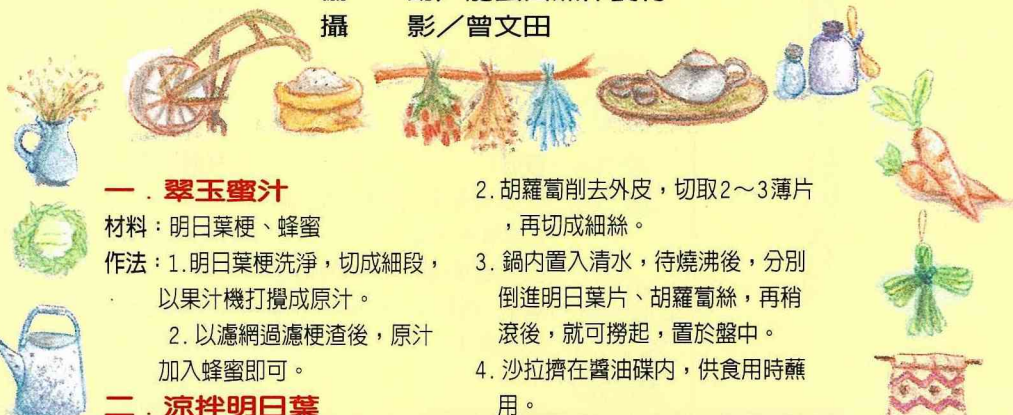 攝　　影／曾文田
一．翠玉蜜汁
材料：明日葉梗、蜂蜜
作法：1.明日葉梗洗淨，切成細段，
以果汁機打攪成原汁。
2. 以濾網過濾梗渣後，原汁
加入蜂蜜即可。
二．涼拌明日葉
2. 胡蘿蔔削去外皮，切取2～3薄片
，再切成細絲。
3. 鍋內置入清水，待燒沸後，分別
倒進明日葉片、胡蘿蔔絲，再稍
滾後，就可撈起，置於盤中。
4. 沙拉擠在醬油碟內，供食用時蘸
用。